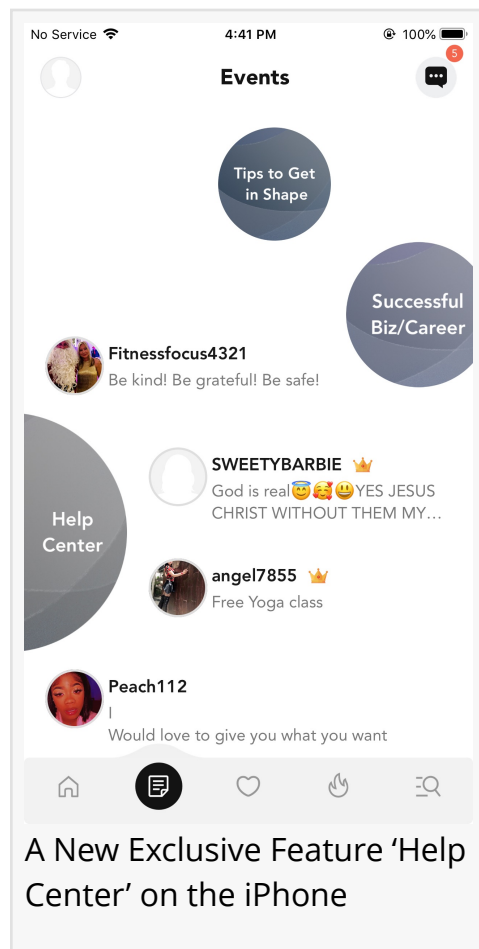 No Service 4:41 PM 100%
5
Events
Tips to Get
in Shape
Successful
Biz/Career
Fitnessfocus4321
Be kind! Be grateful! Be safe!
SWEETYBARBIE 👑
God is real😇🥰😃YES JESUS
CHRIST WITHOUT THEM MY...
Help
Center
angel7855 👑
Free Yoga class
Peach112
I
Would love to give you what you want
A New Exclusive Feature ‘Help
Center’ on the iPhone